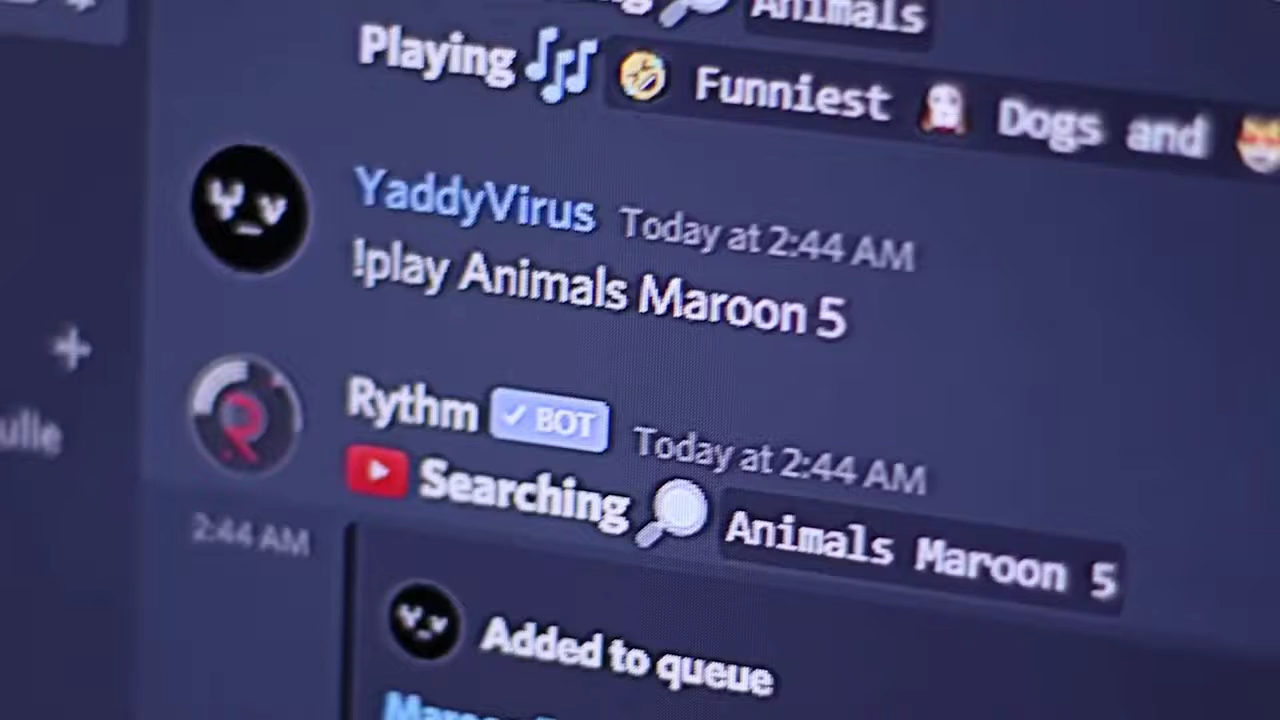 Animals
Playing Funniest Dogs and
YaddyVirus Today at 2:44 AM
!play Animals Maroon 5
Rythm ✓ BOT Today at 2:44 AM
Searching Animals Maroon 5
2:44 AM
Added to queue